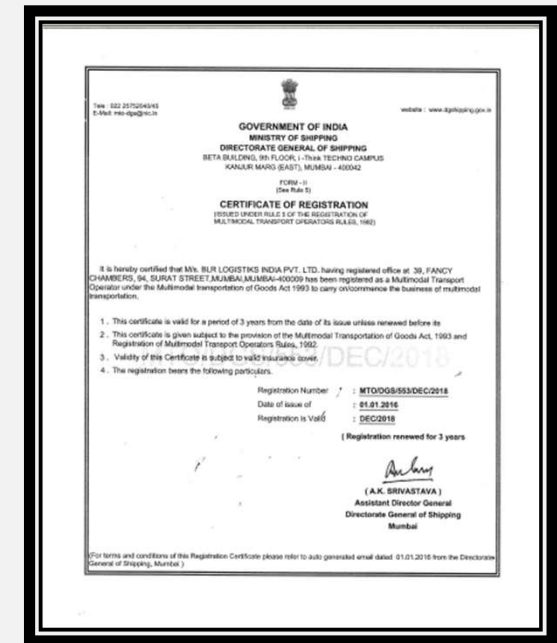 Tele : 022 25752040/45
E-Mail: mto-dgs@nic.in
website : www.dgshipping.gov.in
GOVERNMENT OF INDIA
MINISTRY OF SHIPPING
DIRECTORATE GENERAL OF SHIPPING
BETA BUILDING, 9th FLOOR, i -Think TECHNO CAMPUS
KANJUR MARG (EAST), MUMBAI - 400042
FORM - II
(See Rule 5)
CERTIFICATE OF REGISTRATION
(ISSUED UNDER RULE 5 OF THE REGISTRATION OF
MULTIMODAL TRANSPORT OPERATORS RULES, 1992)
It is hereby certified that M/s. BLR LOGISTIKS INDIA PVT. LTD. having registered office at 39, FANCY
CHAMBERS, 94, SURAT STREET,MUMBAI,MUMBAI-400009 has been registered as a Multimodal Transport
Operator under the Multimodal transportation of Goods Act 1993 to carry on/commence the business of multimodal
transportation.
1 . This certificate is valid for a period of 3 years from the date of its issue unless renewed before its
2 . This certificate is given subject to the provision of the Multimodal Transportation of Goods Act, 1993 and
Registration of Multimodal Transport Operators Rules, 1992.
3 . Validity of this Certificate is subject to valid insurance cover.
4 . The registration bears the following particulars.
/553/DEC/2018
Registration Number : MTO/DGS/553/DEC/2018
Date of issue of : 01.01.2016
Registration is Valid : DEC/2018
( Registration renewed for 3 years
( A.K. SRIVASTAVA )
Assistant Director General
Directorate General of Shipping
Mumbai
(For terms and conditions of this Registration Certificate please refer to auto generated email dated 01.01.2016 from the Directorate
General of Shipping, Mumbai )